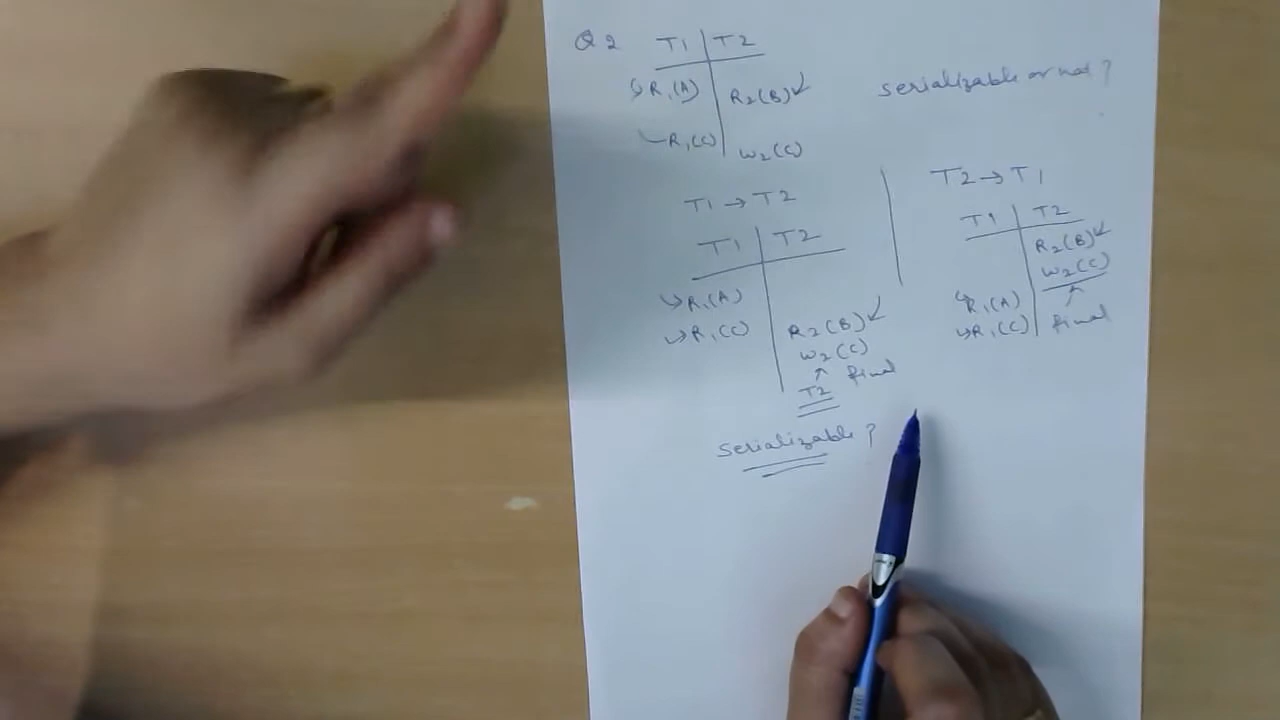 Q2 T1 T2
R1(A) R2(B)
serializable or not?
R1(C) W2(C)
T1 → T2
T1 T2
R1(A)
R1(C) R2(B)
W2(C)
↑ final
T2
serializable?
T2 → T1
T1 T2
R2(B)
W2(C)
R1(A) ↑
R1(C) final